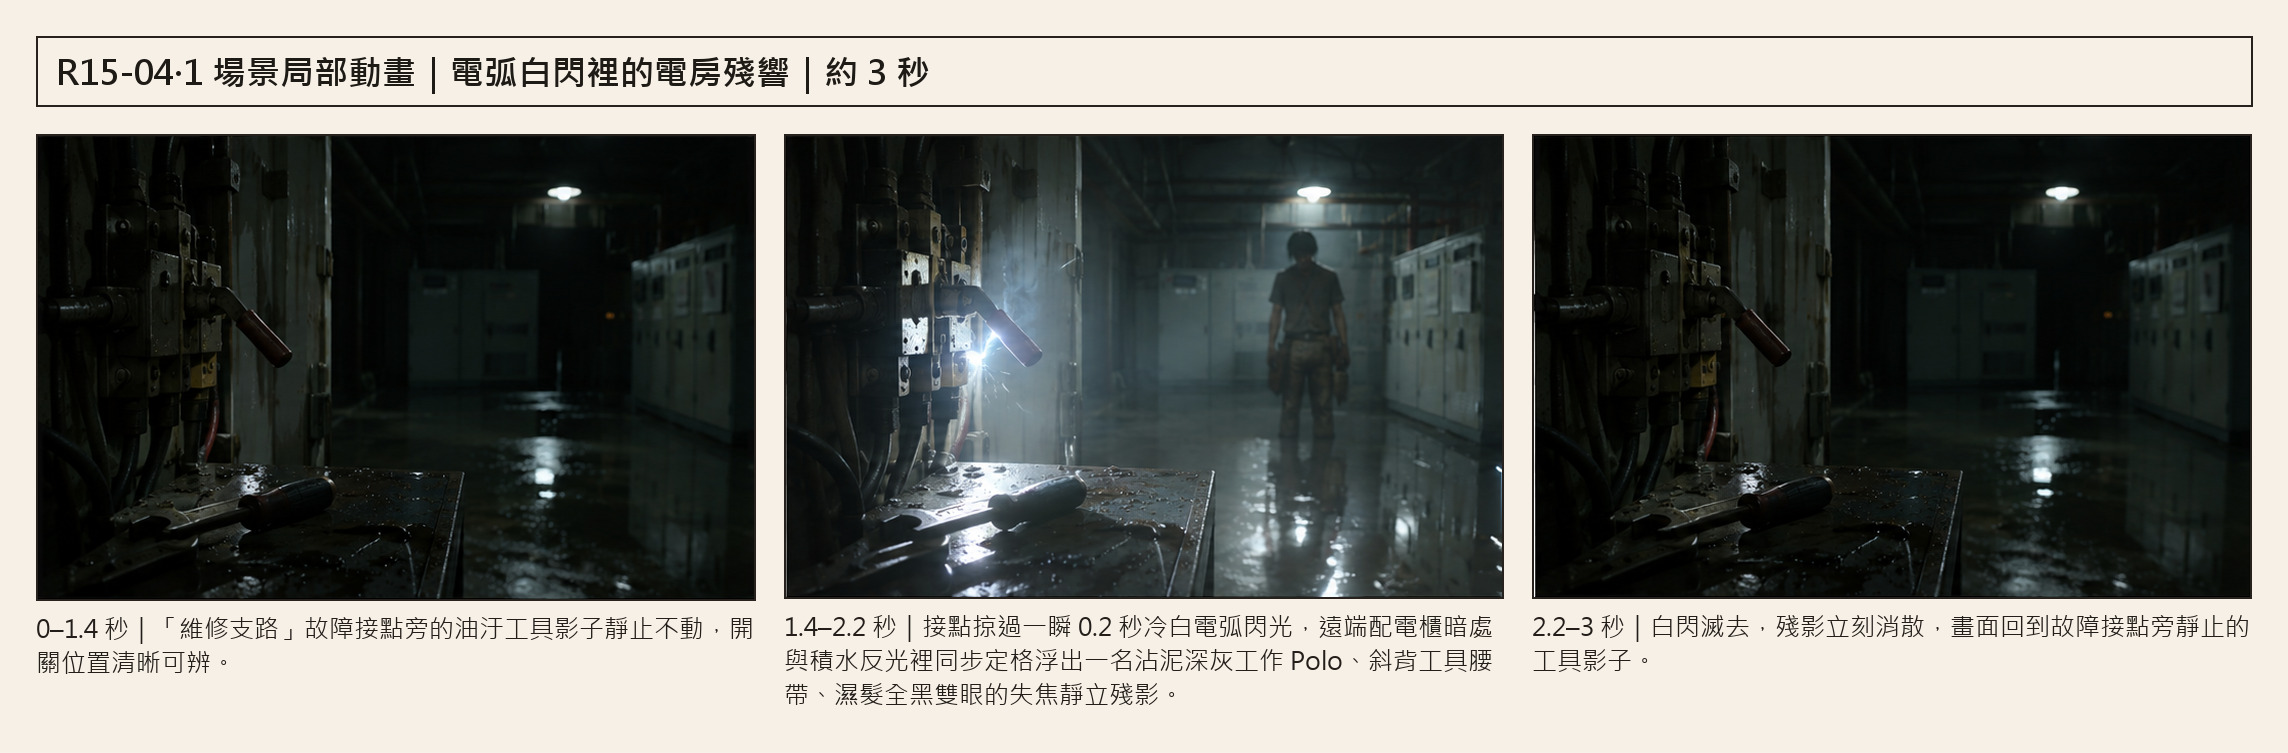 R15-04·1 場景局部動畫｜電弧白閃裡的電房殘響｜約 3 秒
0–1.4 秒｜「維修支路」故障接點旁的油汙工具影子靜止不動，開
關位置清晰可辨。
1.4–2.2 秒｜接點掠過一瞬 0.2 秒冷白電弧閃光，遠端配電櫃暗處
與積水反光裡同步定格浮出一名沾泥深灰工作 Polo、斜背工具腰
帶、濕髮全黑雙眼的失焦靜立殘影。
2.2–3 秒｜白閃滅去，殘影立刻消散，畫面回到故障接點旁靜止的
工具影子。